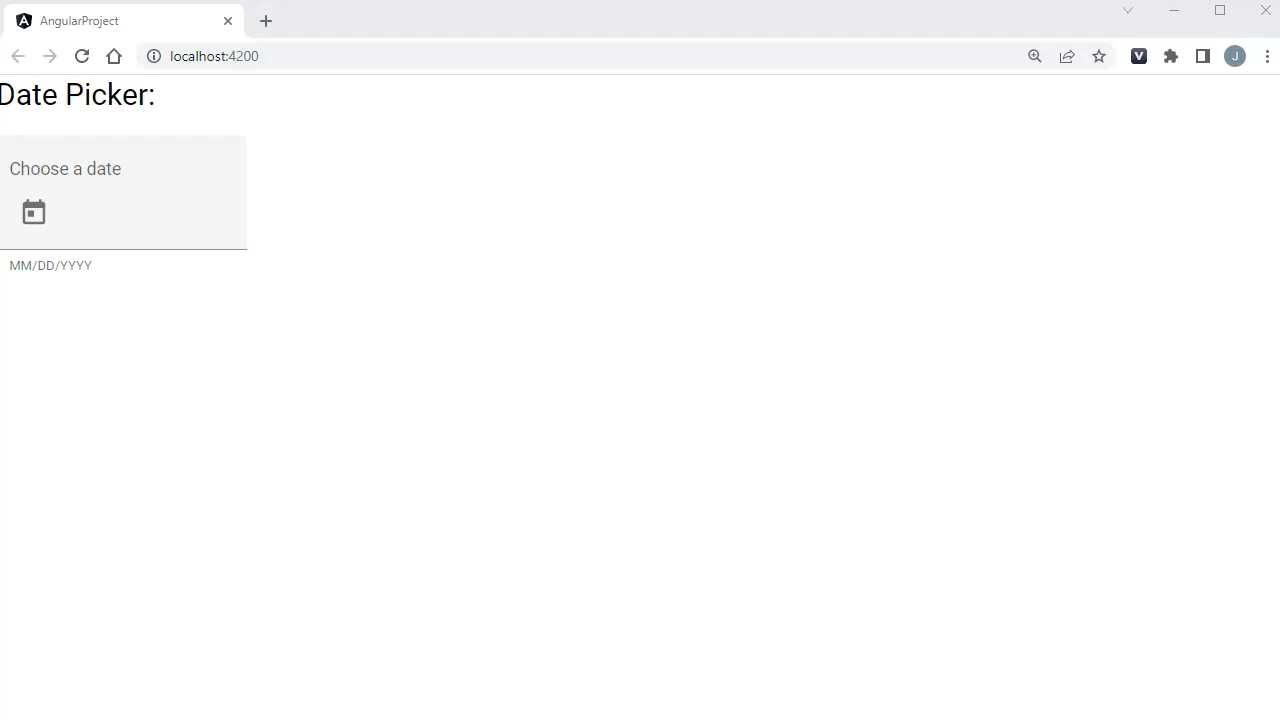 AngularProject
localhost:4200
V
J
Date Picker:
Choose a date
MM/DD/YYYY